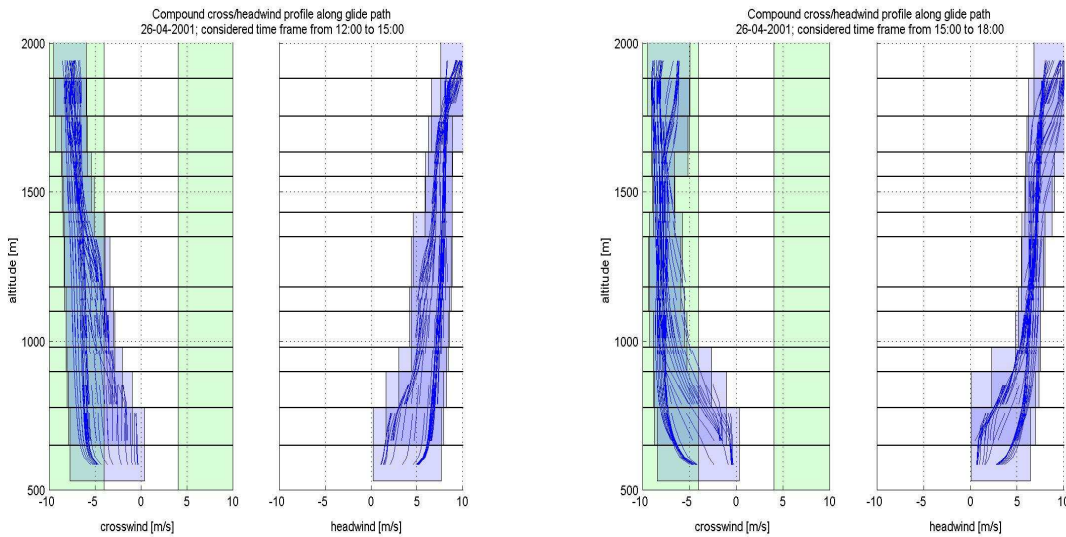 Compound cross/headwind profile along glide path
26-04-2001; considered time frame from 12:00 to 15:00
2000
1500
1000
500
altitude [m]
-10 -5 0 5 10
crosswind [m/s]
-10 -5 0 5 10
headwind [m/s]
Compound cross/headwind profile along glide path
26-04-2001; considered time frame from 15:00 to 18:00
2000
1500
1000
500
altitude [m]
-10 -5 0 5 10
crosswind [m/s]
-10 -5 0 5 10
headwind [m/s]